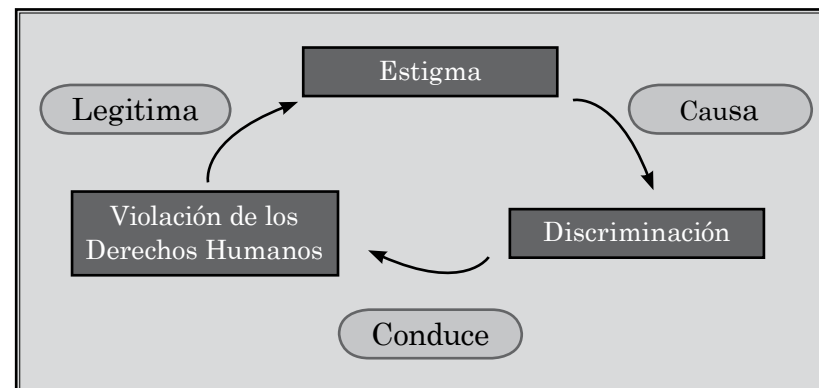 Estigma
Legitima
Causa
Violación de los
Derechos Humanos
Discriminación
Conduce